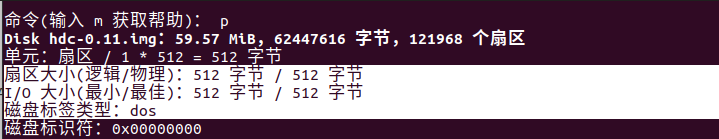 命令(输入 m 获取帮助)： p
Disk hdc-0.11.img：59.57 MiB，62447616 字节，121968 个扇区
单元：扇区 / 1 * 512 = 512 字节
扇区大小(逻辑/物理)：512 字节 / 512 字节
I/O 大小(最小/最佳)：512 字节 / 512 字节
磁盘标签类型：dos
磁盘标识符：0x00000000